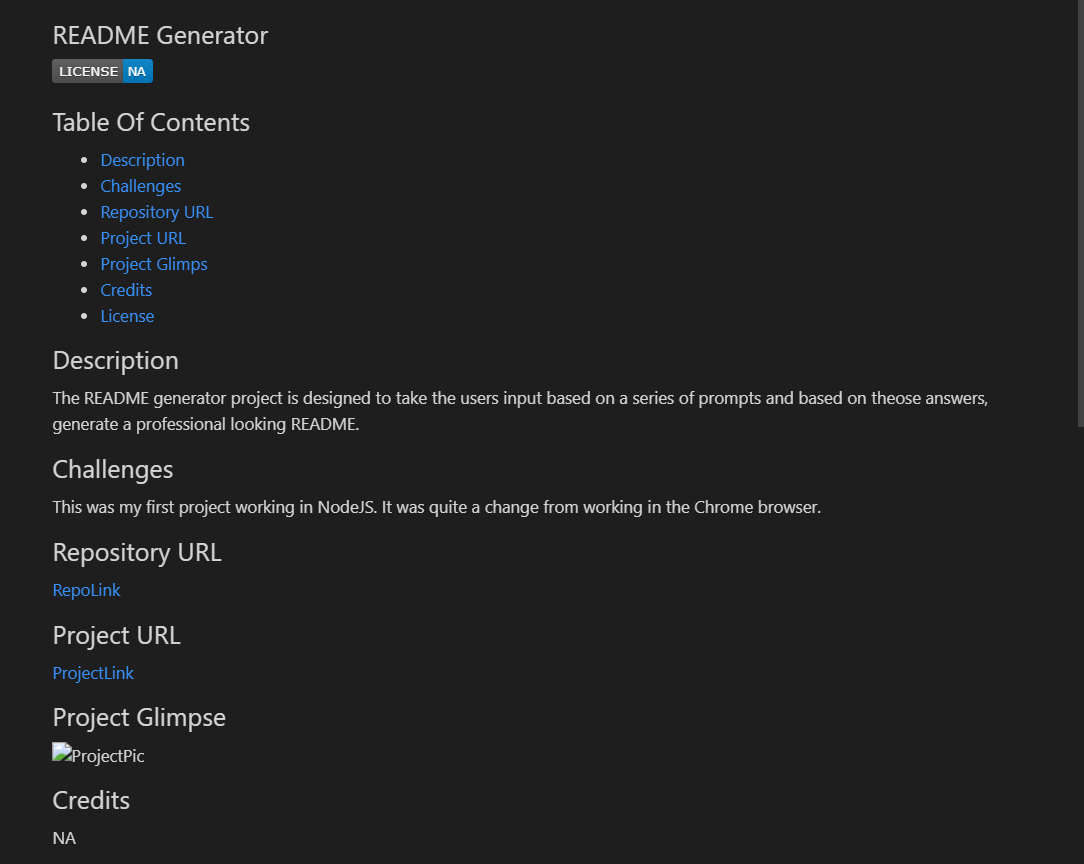 README Generator
LICENSE NA
Table Of Contents
Description
Challenges
Repository URL
Project URL
Project Glimps
Credits
License
Description
The README generator project is designed to take the users input based on a series of prompts and based on theose answers,
generate a professional looking README.
Challenges
This was my first project working in NodeJS. It was quite a change from working in the Chrome browser.
Repository URL
RepoLink
Project URL
ProjectLink
Project Glimpse
ProjectPic
Credits
NA